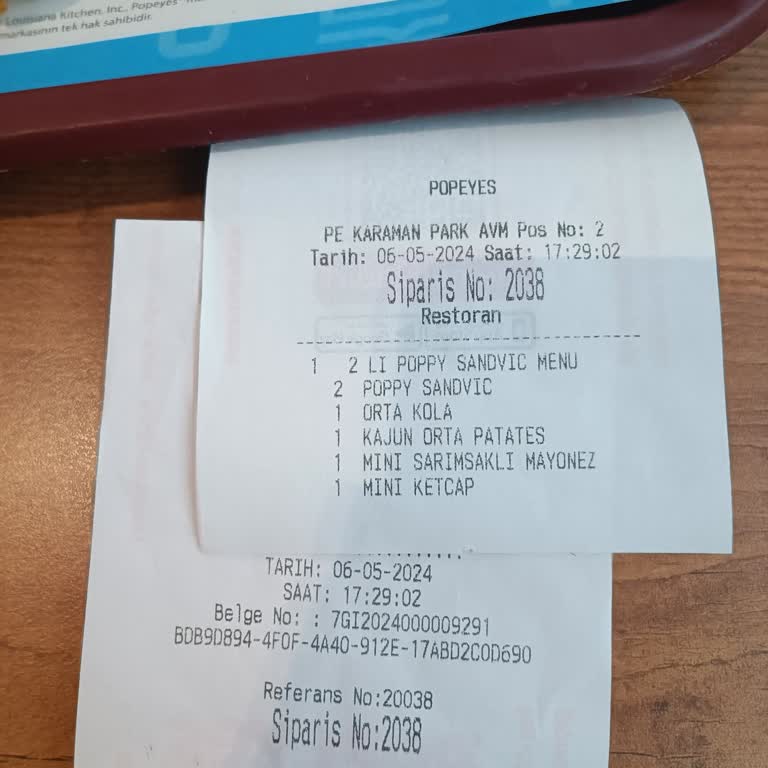 Louisiana Kitchen, Inc., Popeyes
markasının tek hak sahibidir.
POPEYES
PE KARAMAN PARK AVM Pos No: 2
Tarih: 06-05-2024 Saat: 17:29:02
Siparis No: 2038
Restoran
1 2 LI POPPY SANDVIC MENU
2 POPPY SANDVIC
1 ORTA KOLA
1 KAJUN ORTA PATATES
1 MINI SARIMSAKLI MAYONEZ
1 MINI KETCAP
TARIH: 06-05-2024
SAAT: 17:29:02
Belge No: : 7GI2024000009291
BDB9D894-4F0F-4A40-912E-17ABD2C0D690
Referans No:20038
Siparis No:2038